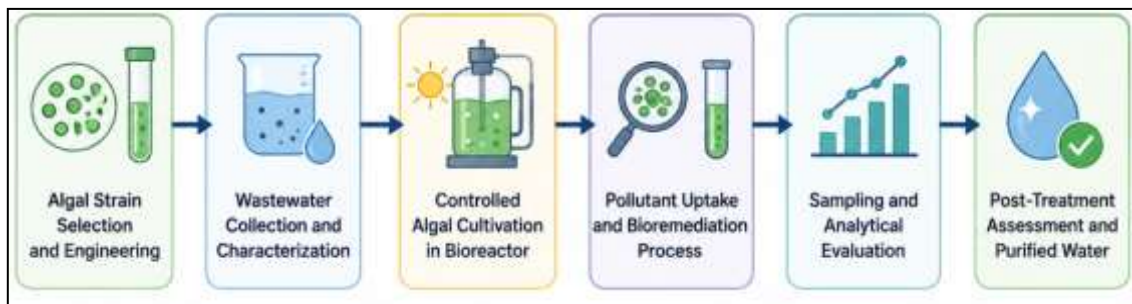 Algal Strain
Selection
and Engineering
Wastewater
Collection and
Characterization
Controlled
Algal Cultivation
in Bioreactor
Pollutant Uptake
and Bioremediation
Process
Sampling and
Analytical
Evaluation
Post-Treatment
Assessment and
Purified Water